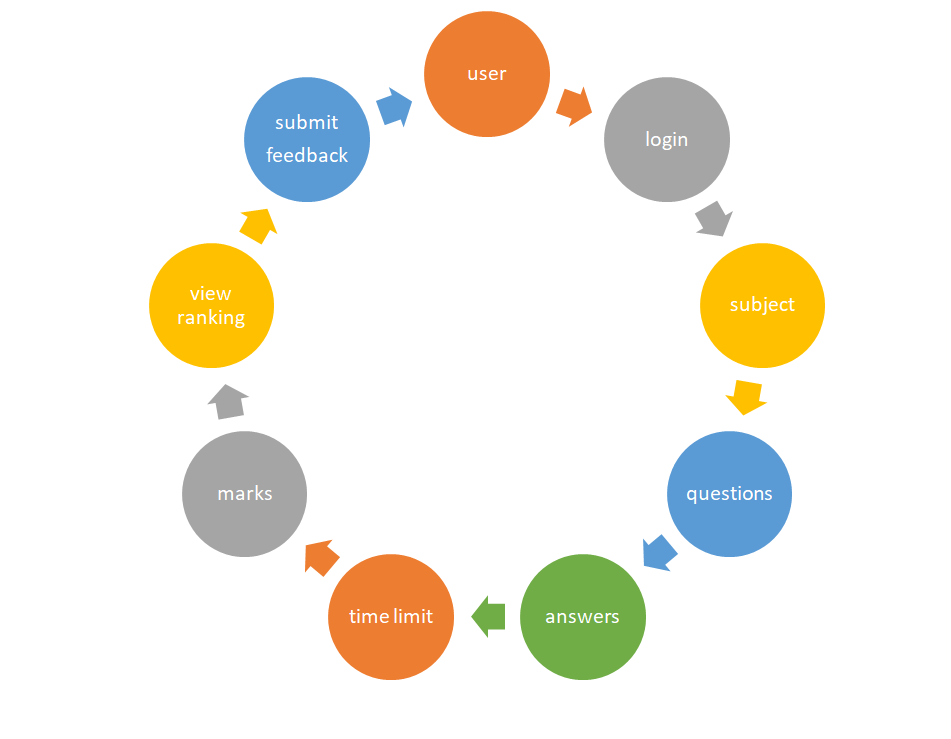 user
login
subject
questions
answers
time limit
marks
view
ranking
submit
feedback